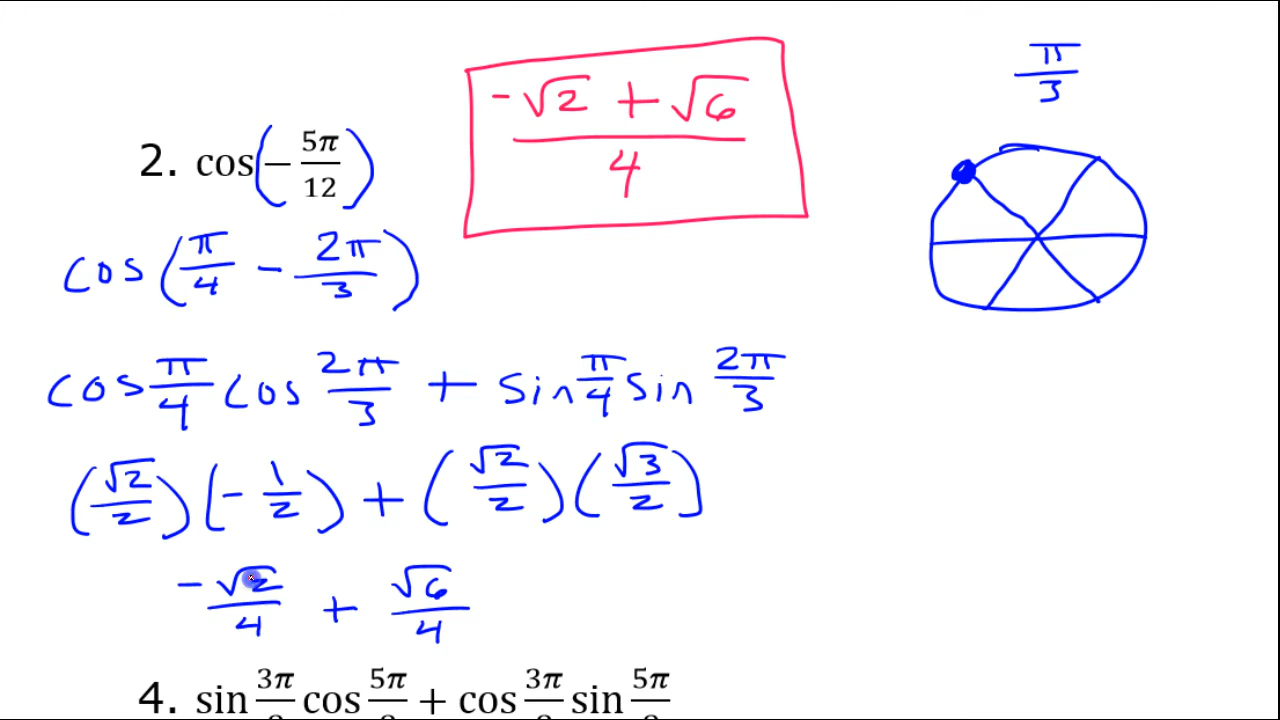 π/3
(-√2 + √6)/4
2. cos(− 5π/12)
cos(π/4 - 2π/3)
cos π/4 cos 2π/3 + sin π/4 sin 2π/3
(√2/2)(-1/2) + (√2/2)(√3/2)
-√2/4 + √6/4
4. sin 3π/ cos 5π/ + cos 3π/ sin 5π/